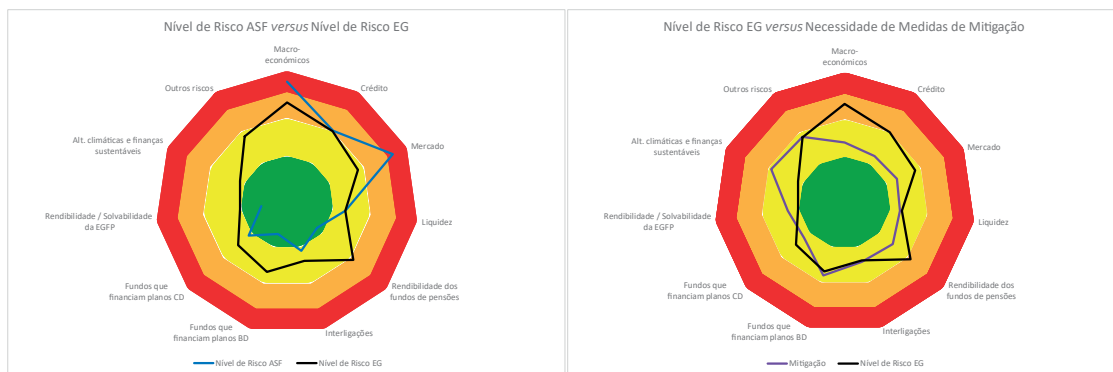 Nível de Risco ASF versus Nível de Risco EG
Macro-
económicos
Crédito
Mercado
Liquidez
Rendibilidade dos
fundos de pensões
Interligações
Fundos que
financiam planos BD
Fundos que
financiam planos CD
Rendibilidade / Solvabilidade
da EGFP
Alt. climáticas e finanças
sustentáveis
Outros riscos
Nível de Risco ASF
Nível de Risco EG
Nível de Risco EG versus Necessidade de Medidas de Mitigação
Macro-
económicos
Crédito
Mercado
Liquidez
Rendibilidade dos
fundos de pensões
Interligações
Fundos que
financiam planos BD
Fundos que
financiam planos CD
Rendibilidade / Solvabilidade
da EGFP
Alt. climáticas e finanças
sustentáveis
Outros riscos
Mitigação
Nível de Risco EG